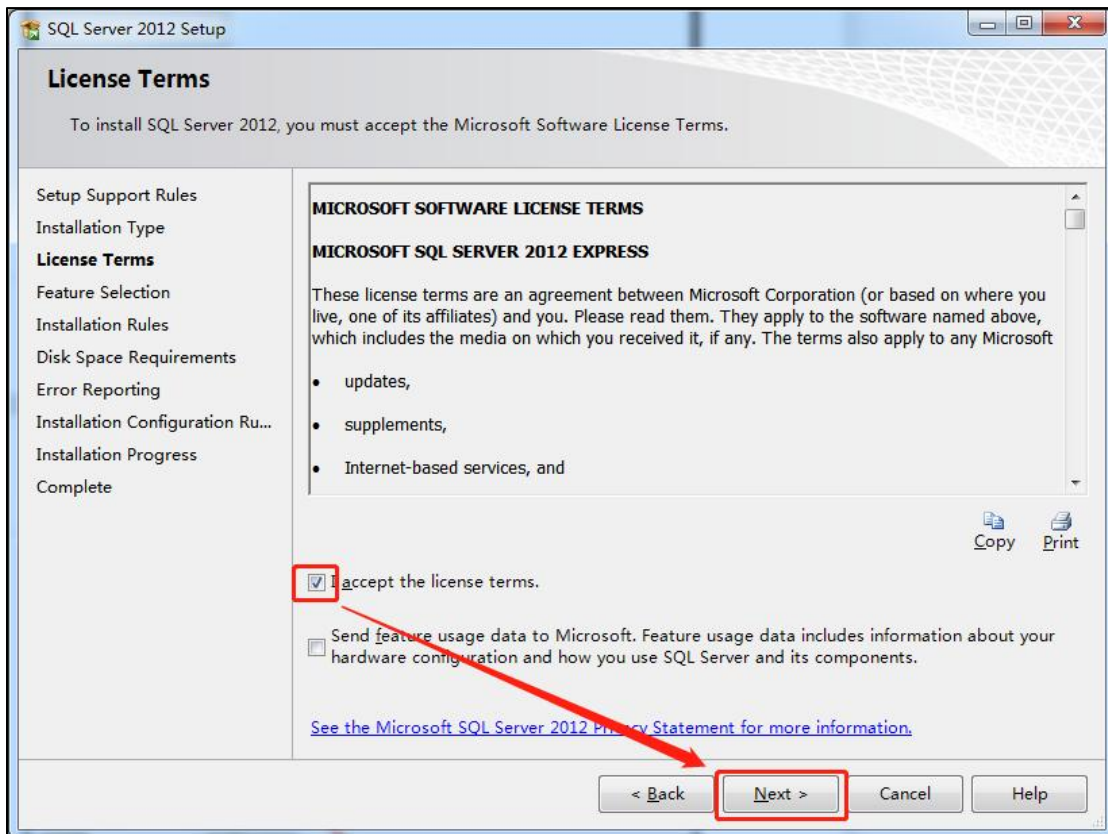 SQL Server 2012 Setup
License Terms
To install SQL Server 2012, you must accept the Microsoft Software License Terms.
Setup Support Rules
Installation Type
License Terms
Feature Selection
Installation Rules
Disk Space Requirements
Error Reporting
Installation Configuration Ru...
Installation Progress
Complete
MICROSOFT SOFTWARE LICENSE TERMS
MICROSOFT SQL SERVER 2012 EXPRESS
These license terms are an agreement between Microsoft Corporation (or based on where you
live, one of its affiliates) and you. Please read them. They apply to the software named above,
which includes the media on which you received it, if any. The terms also apply to any Microsoft
• updates,
• supplements,
• Internet-based services, and
Copy Print
I accept the license terms.
Send feature usage data to Microsoft. Feature usage data includes information about your
hardware configuration and how you use SQL Server and its components.
See the Microsoft SQL Server 2012 Privacy Statement for more information.
< Back Next > Cancel Help